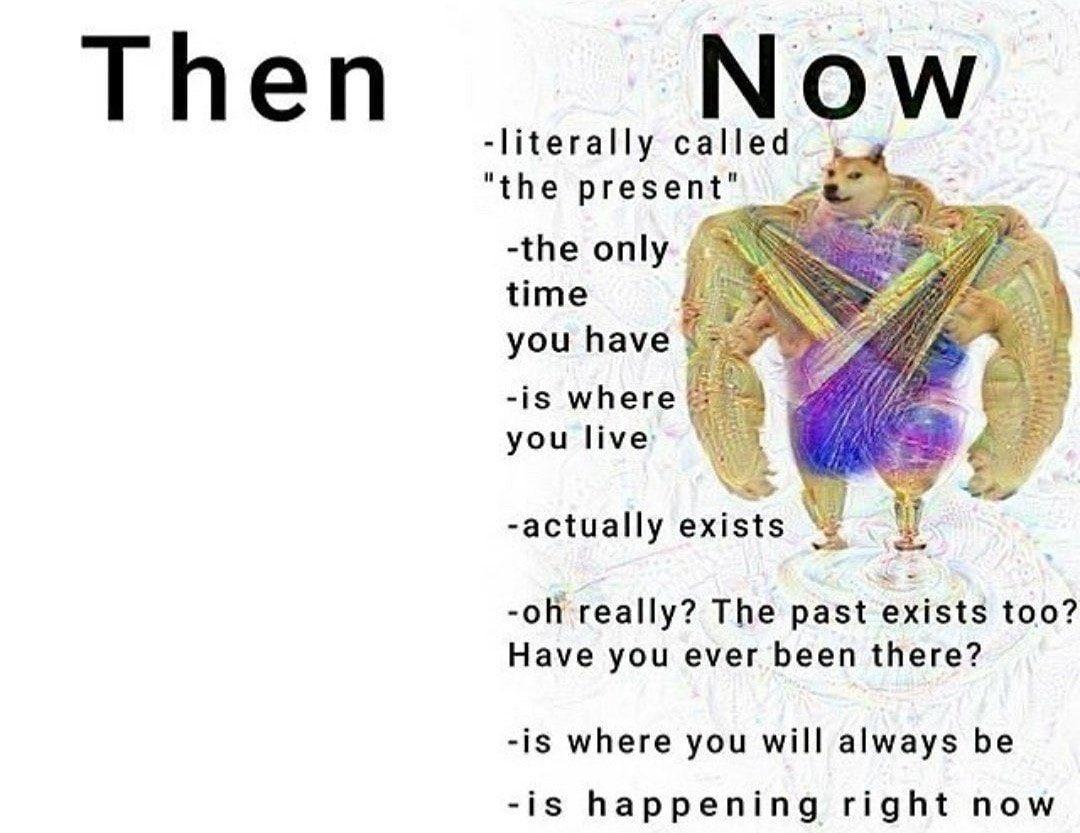 Then
Now
-literally called
"the present"
-the only
time
you have
-is where
you live
-actually exists
-oh really? The past exists too?
Have you ever been there?
-is where you will always be
-is happening right now